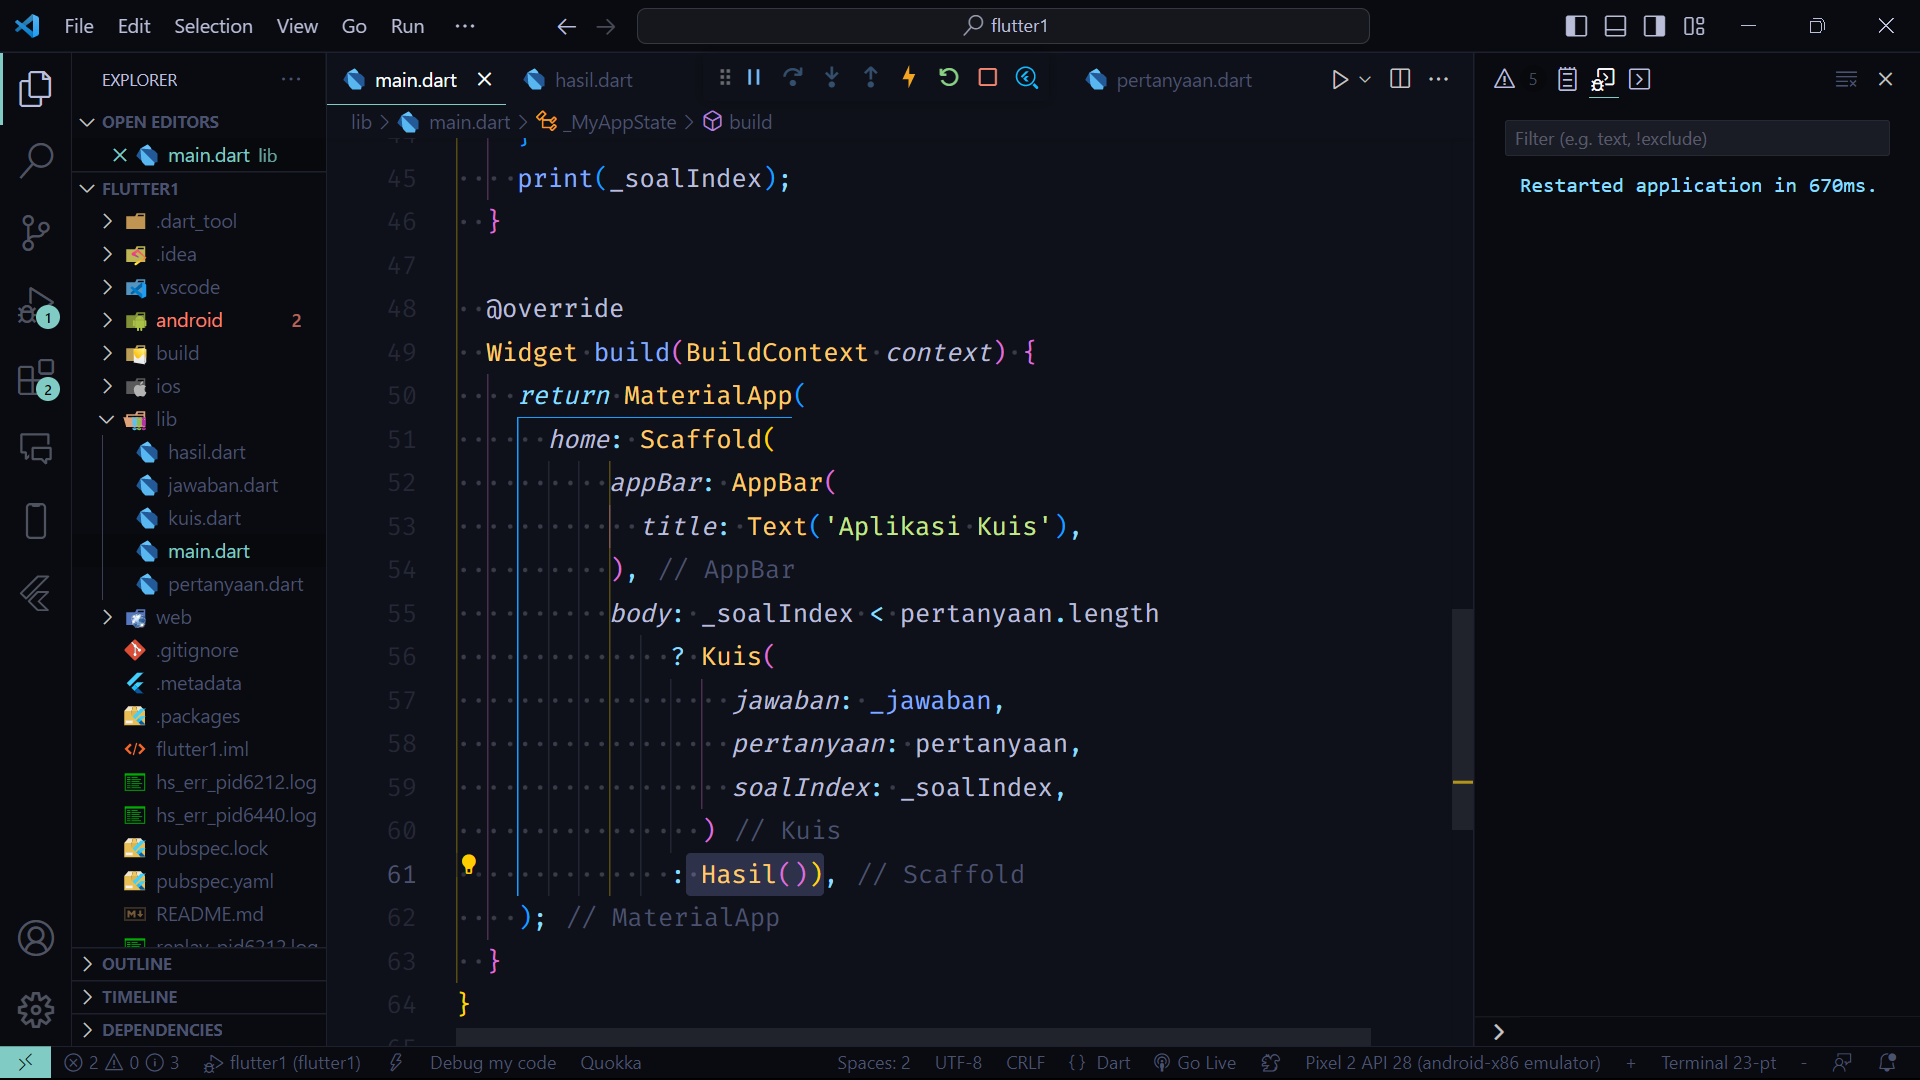 File Edit Selection View Go Run ··· flutter1
EXPLORER ···
OPEN EDITORS
main.dart lib
FLUTTER1
.dart_tool
.idea
.vscode
android 2
build
ios
lib
hasil.dart
jawaban.dart
kuis.dart
main.dart
pertanyaan.dart
web
.gitignore
.metadata
.packages
flutter1.iml
hs_err_pid6212.log
hs_err_pid6440.log
pubspec.lock
pubspec.yaml
README.md
replay_pid6212.log
OUTLINE
TIMELINE
DEPENDENCIES
1
2
main.dart hasil.dart pertanyaan.dart
lib > main.dart > _MyAppState > build
44 }
45 print(_soalIndex);
46 }
47
48 @override
49 Widget build(BuildContext context) {
50 return MaterialApp(
51 home: Scaffold(
52 appBar: AppBar(
53 title: Text('Aplikasi Kuis'),
54 ), // AppBar
55 body: _soalIndex < pertanyaan.length
56 ? Kuis(
57 jawaban: _jawaban,
58 pertanyaan: pertanyaan,
59 soalIndex: _soalIndex,
60 ) // Kuis
61 : Hasil()), // Scaffold
62 ); // MaterialApp
63 }
64 }
65
5
Filter (e.g. text, !exclude)
Restarted application in 670ms.
2 0 3 flutter1 (flutter1) Debug my code Quokka Spaces: 2 UTF-8 CRLF {} Dart Go Live Pixel 2 API 28 (android-x86 emulator) + Terminal 23-pt -